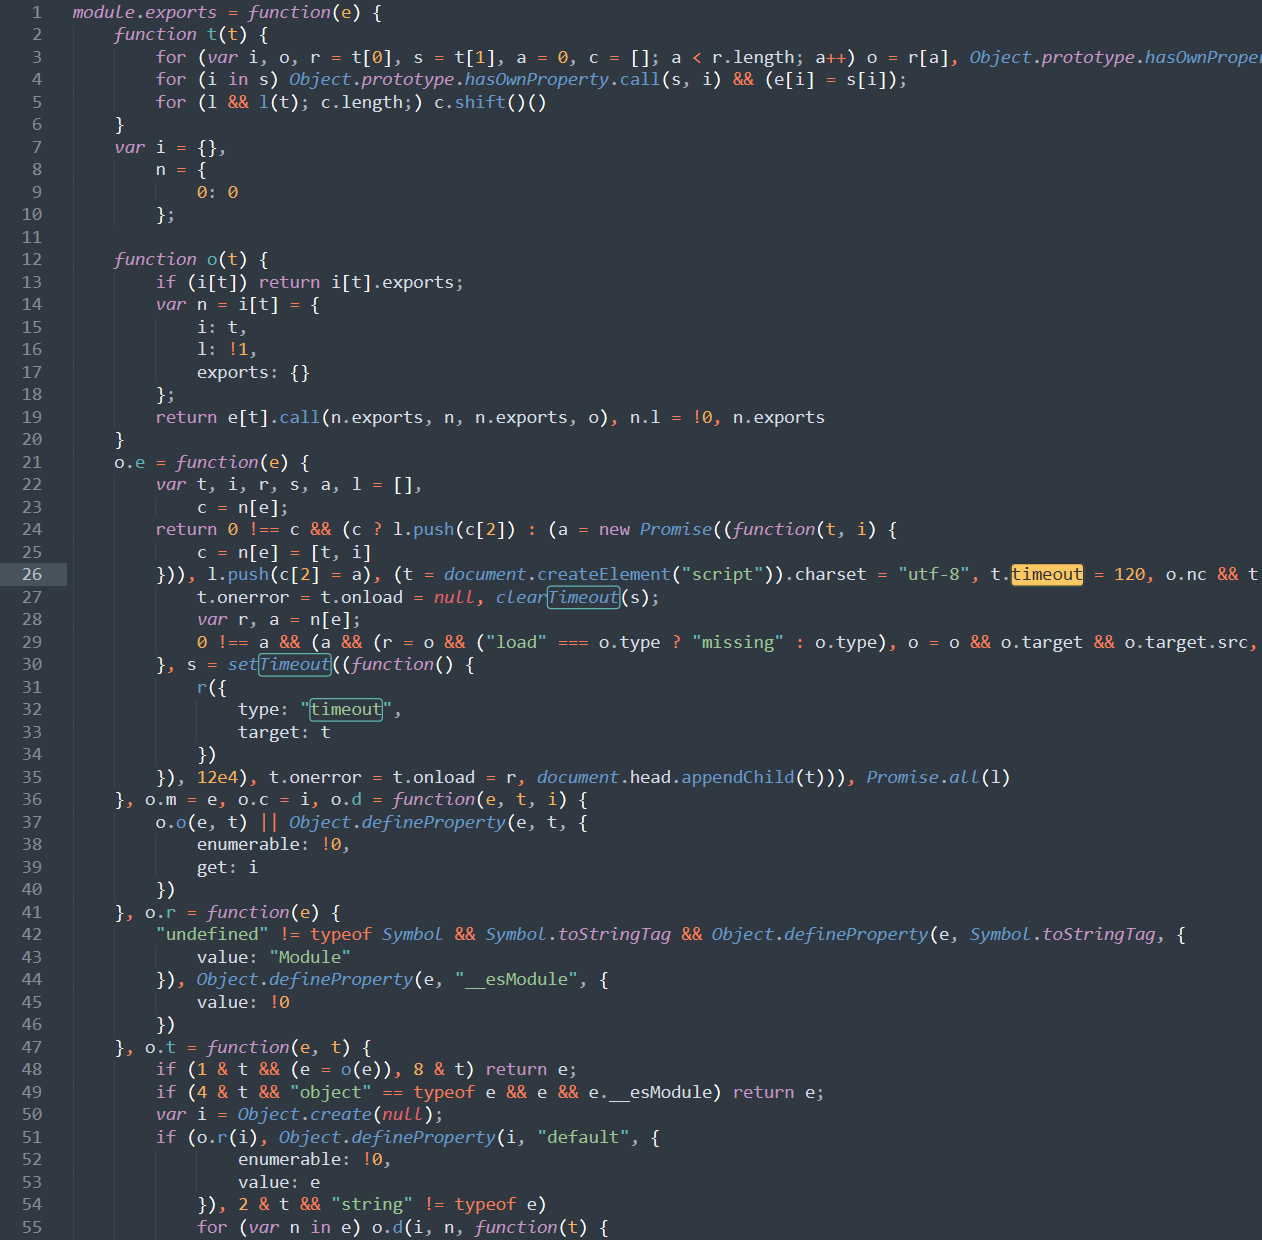 1 module.exports = function(e) {
2 function t(t) {
3 for (var i, o, r = t[0], s = t[1], a = 0, c = []; a < r.length; a++) o = r[a], Object.prototype.hasOwnProper
4 for (i in s) Object.prototype.hasOwnProperty.call(s, i) && (e[i] = s[i]);
5 for (l && l(t); c.length;) c.shift()()
6 }
7 var i = {},
8 n = {
9 0: 0
10 };
11
12 function o(t) {
13 if (i[t]) return i[t].exports;
14 var n = i[t] = {
15 i: t,
16 l: !1,
17 exports: {}
18 };
19 return e[t].call(n.exports, n, n.exports, o), n.l = !0, n.exports
20 }
21 o.e = function(e) {
22 var t, i, r, s, a, l = [],
23 c = n[e];
24 return 0 !== c && (c ? l.push(c[2]) : (a = new Promise((function(t, i) {
25 c = n[e] = [t, i]
26 })), l.push(c[2] = a), (t = document.createElement("script")).charset = "utf-8", t.timeout = 120, o.nc && t
27 t.onerror = t.onload = null, clearTimeout(s);
28 var r, a = n[e];
29 0 !== a && (a && (r = o && ("load" === o.type ? "missing" : o.type), o = o && o.target && o.target.src,
30 }, s = setTimeout((function() {
31 r({
32 type: "timeout",
33 target: t
34 })
35 }), 12e4), t.onerror = t.onload = r, document.head.appendChild(t))), Promise.all(l)
36 }, o.m = e, o.c = i, o.d = function(e, t, i) {
37 o.o(e, t) || Object.defineProperty(e, t, {
38 enumerable: !0,
39 get: i
40 })
41 }, o.r = function(e) {
42 "undefined" != typeof Symbol && Symbol.toStringTag && Object.defineProperty(e, Symbol.toStringTag, {
43 value: "Module"
44 }), Object.defineProperty(e, "__esModule", {
45 value: !0
46 })
47 }, o.t = function(e, t) {
48 if (1 & t && (e = o(e)), 8 & t) return e;
49 if (4 & t && "object" == typeof e && e && e.__esModule) return e;
50 var i = Object.create(null);
51 if (o.r(i), Object.defineProperty(i, "default", {
52 enumerable: !0,
53 value: e
54 }), 2 & t && "string" != typeof e)
55 for (var n in e) o.d(i, n, function(t) {